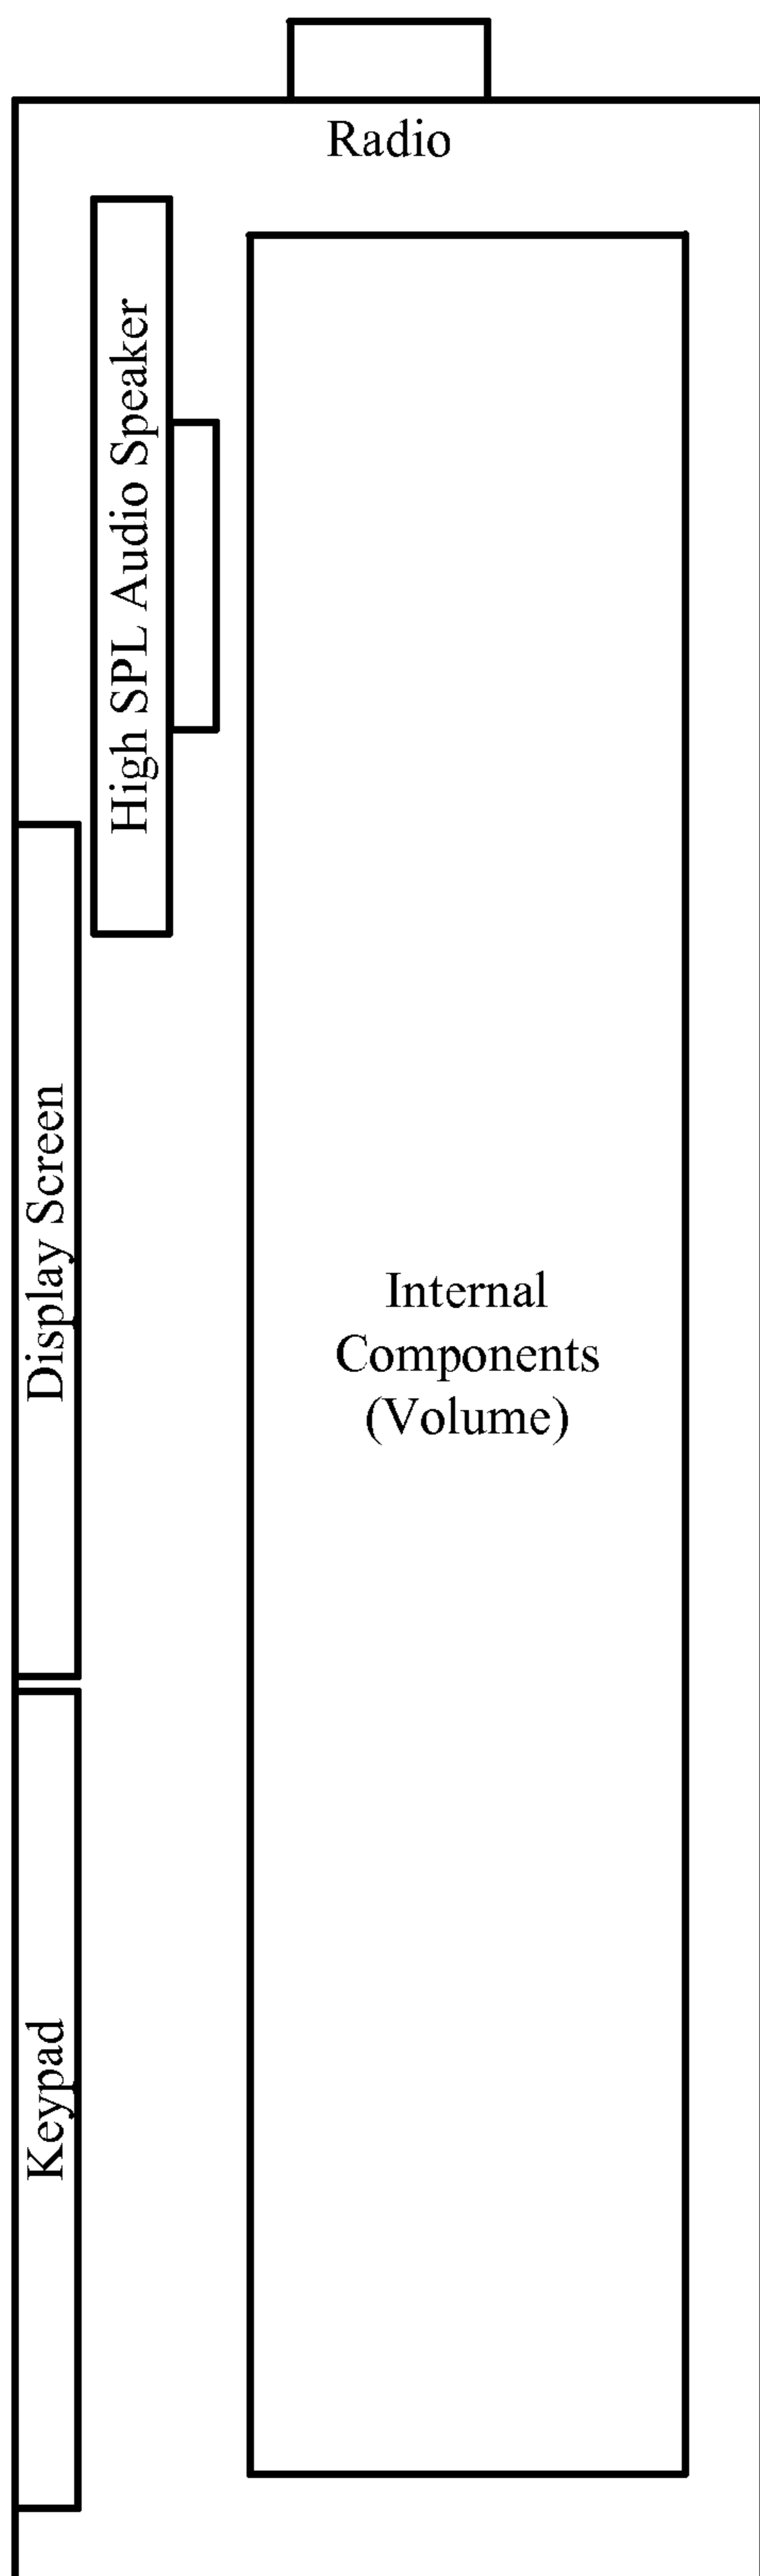 Radio
High SPL Audio Speaker
Display Screen
Internal
Components
(Volume)
Keypad